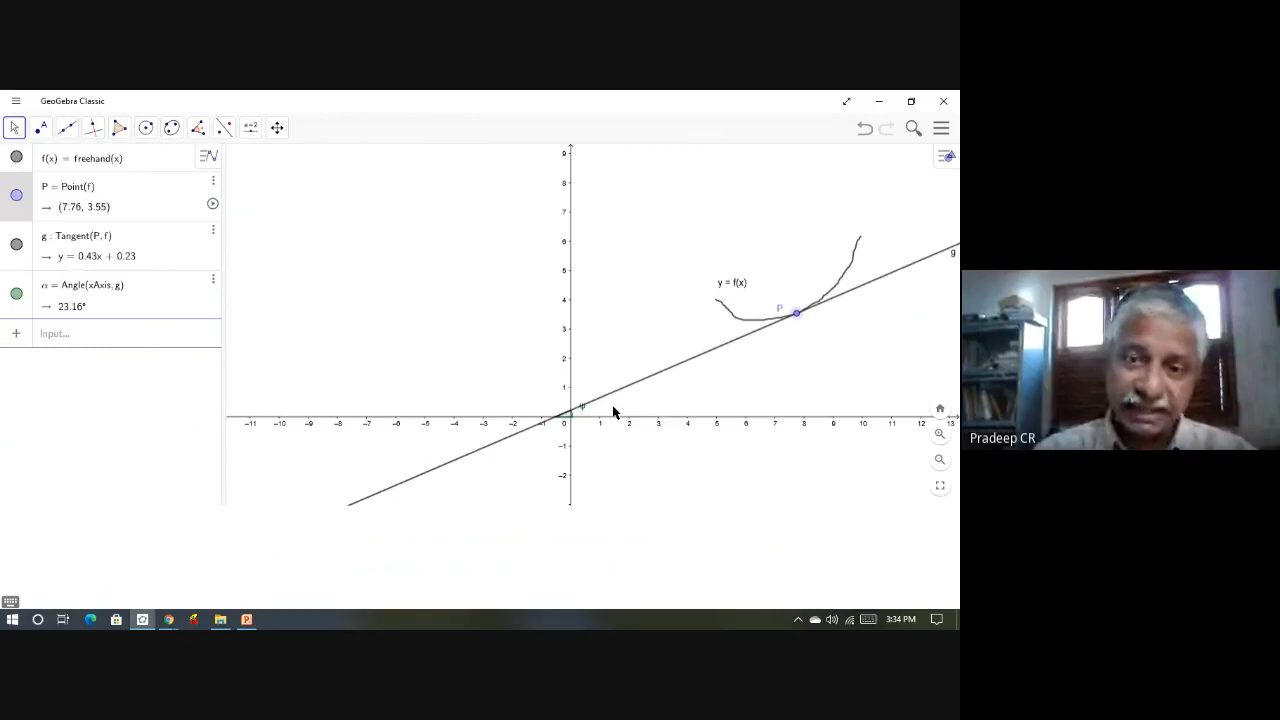 GeoGebra Classic
f(x) = freehand(x)
P = Point(f)
→ (7.76, 3.55)
g : Tangent(P, f)
→ y = 0.43x + 0.23
α = Angle(xAxis, g)
→ 23.16°
Input...
9
8
7
6
5
4
3
2
1
0
−1
−2
−11 −10 −9 −8 −7 −6 −5 −4 −3 −2 −1 0 1 2 3 4 5 6 7 8 9 10 11 12 13
y = f(x)
P
g
ψ
Pradeep CR
3:34 PM